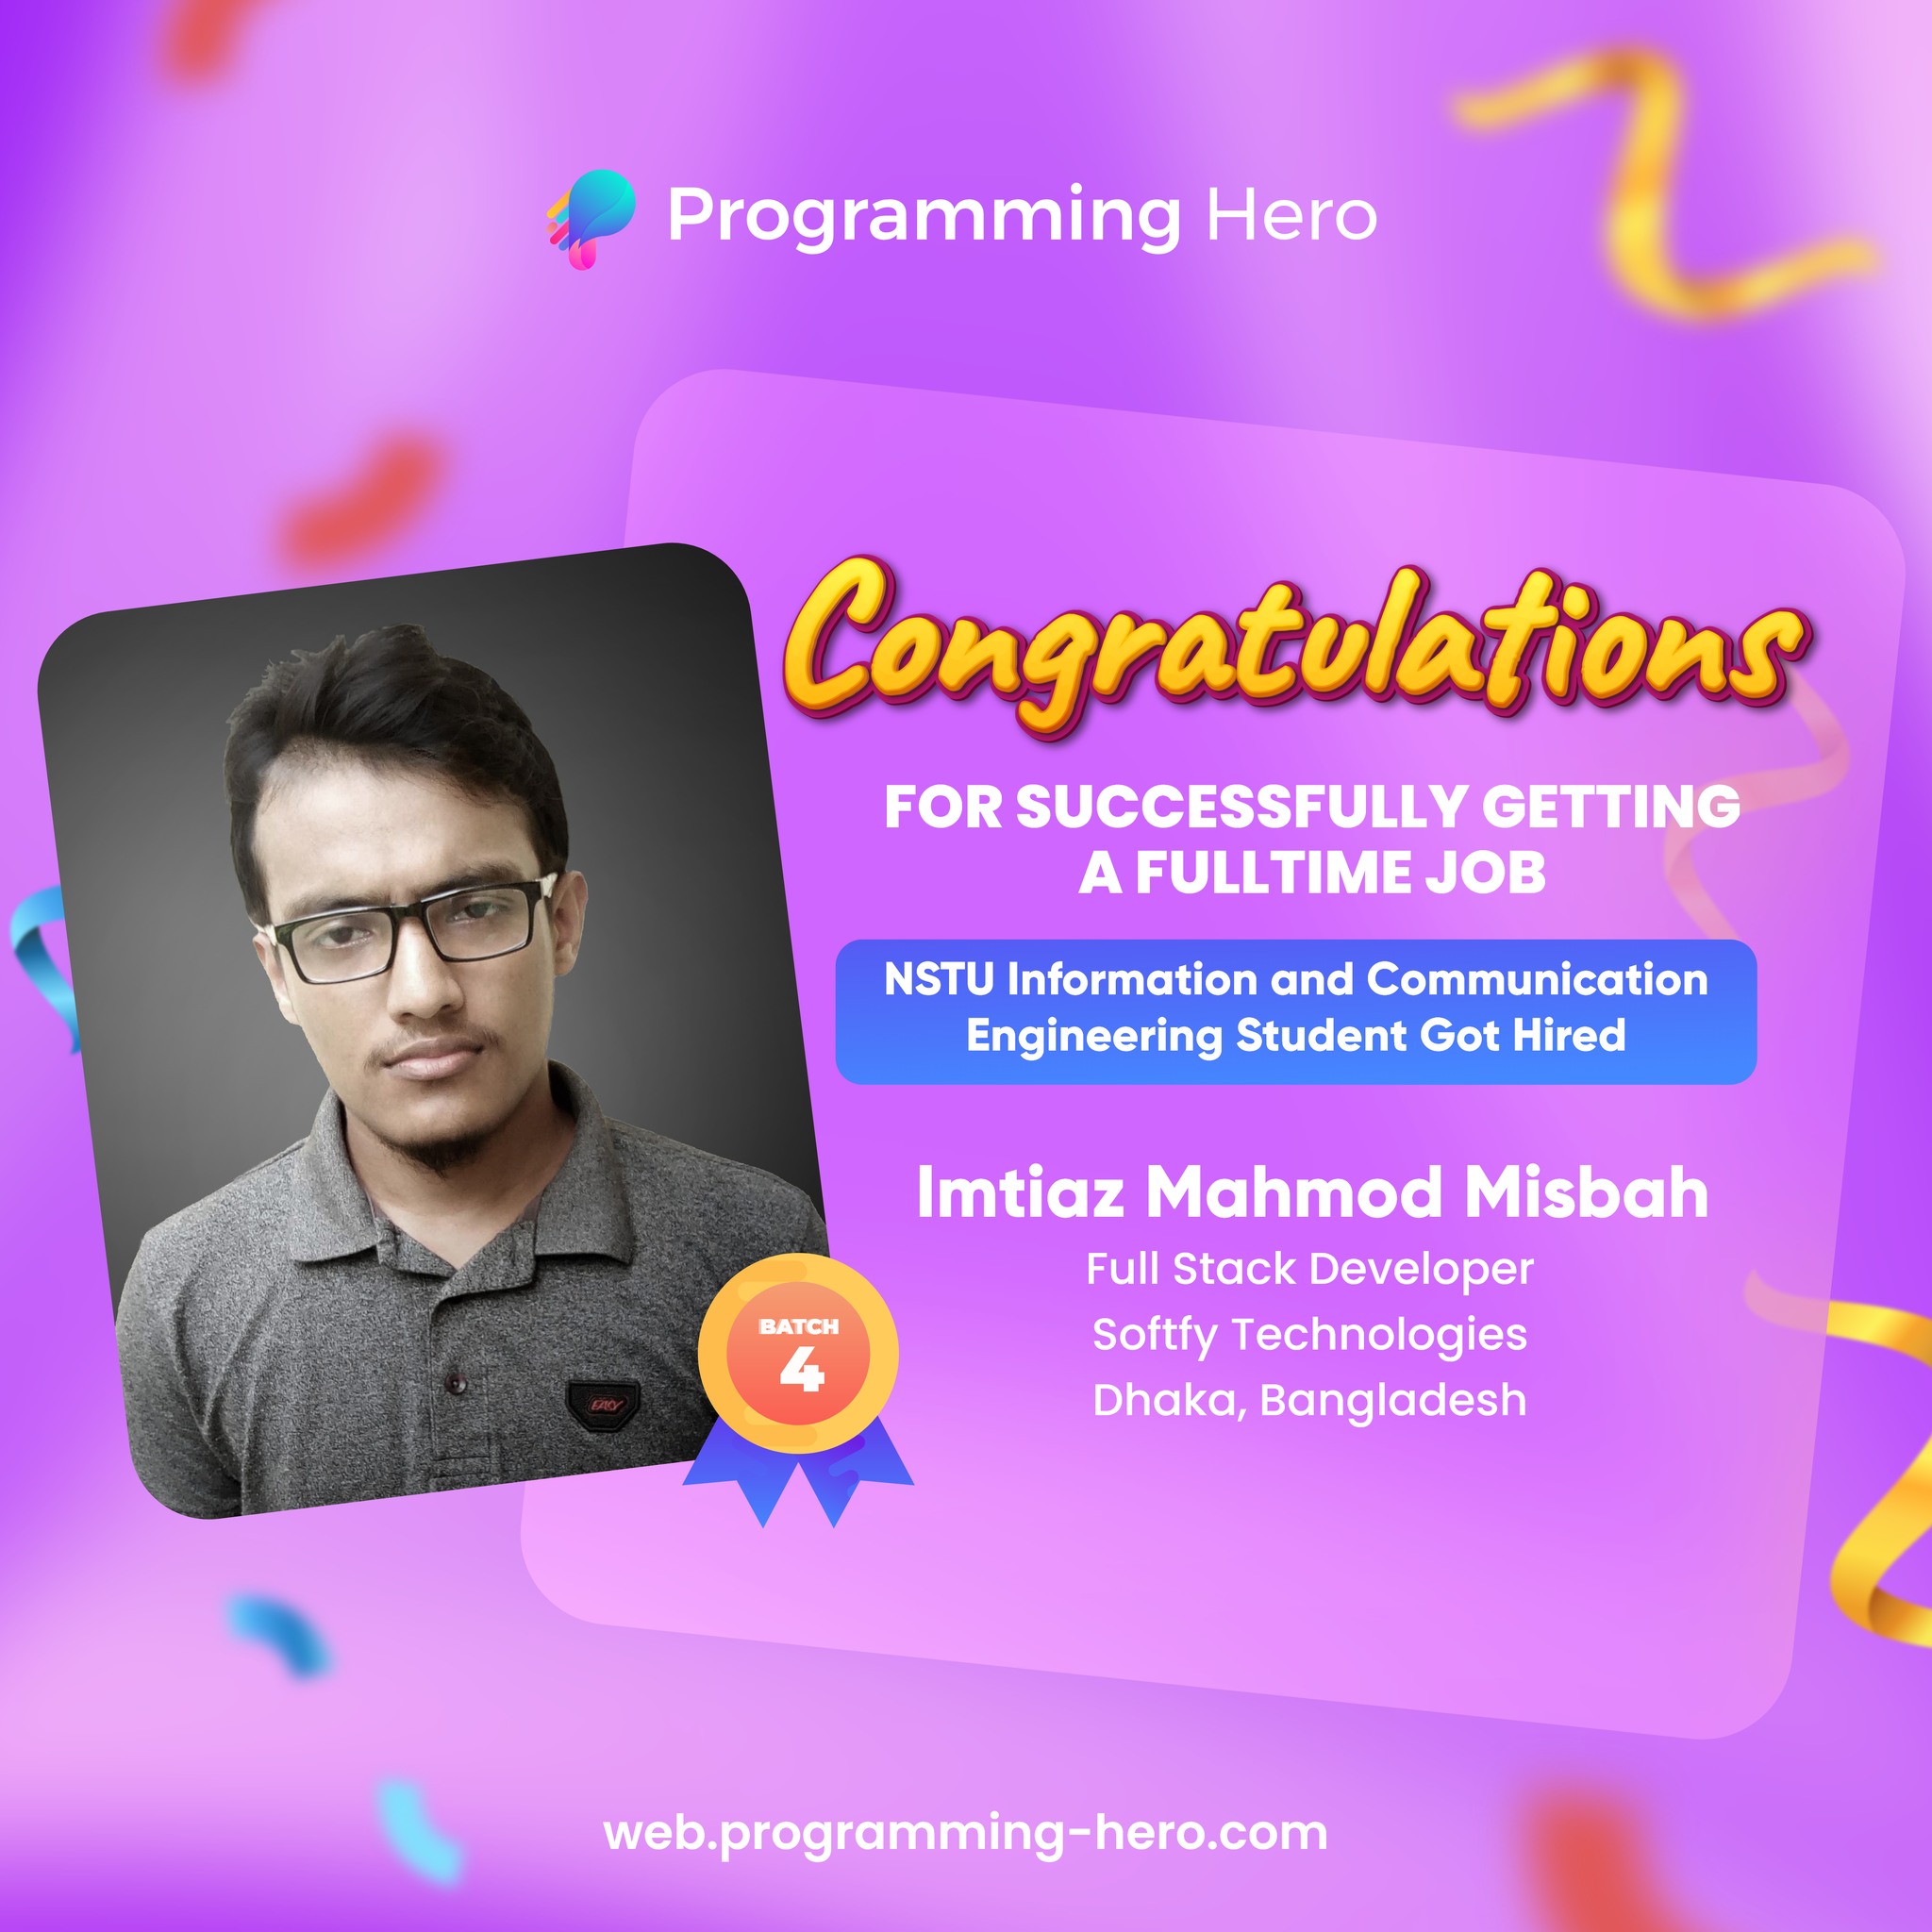 Programming Hero
Congratulations
FOR SUCCESSFULLY GETTING
A FULLTIME JOB
NSTU Information and Communication
Engineering Student Got Hired
Imtiaz Mahmod Misbah
Full Stack Developer
Softfy Technologies
Dhaka, Bangladesh
EASY
BATCH
4
web.programming-hero.com